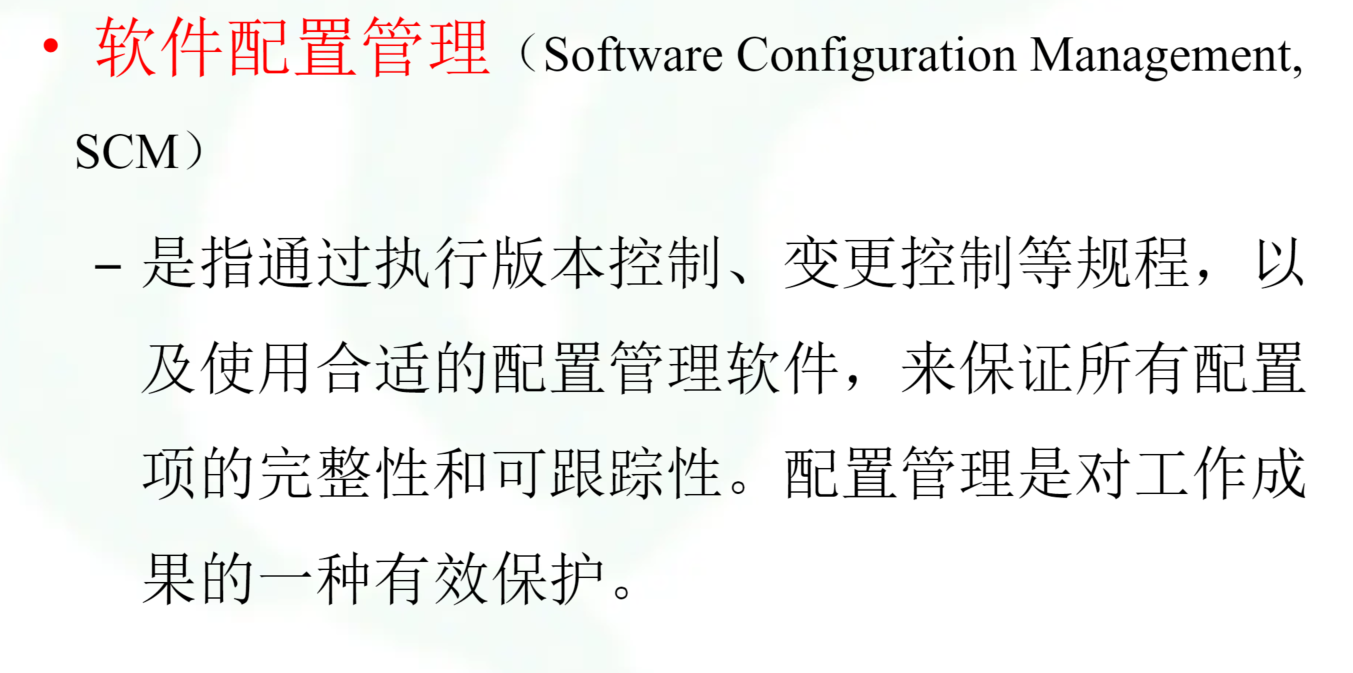 • 软件配置管理（Software Configuration Management,
SCM）
– 是指通过执行版本控制、变更控制等规程，以
及使用合适的配置管理软件，来保证所有配置
项的完整性和可跟踪性。配置管理是对工作成
果的一种有效保护。